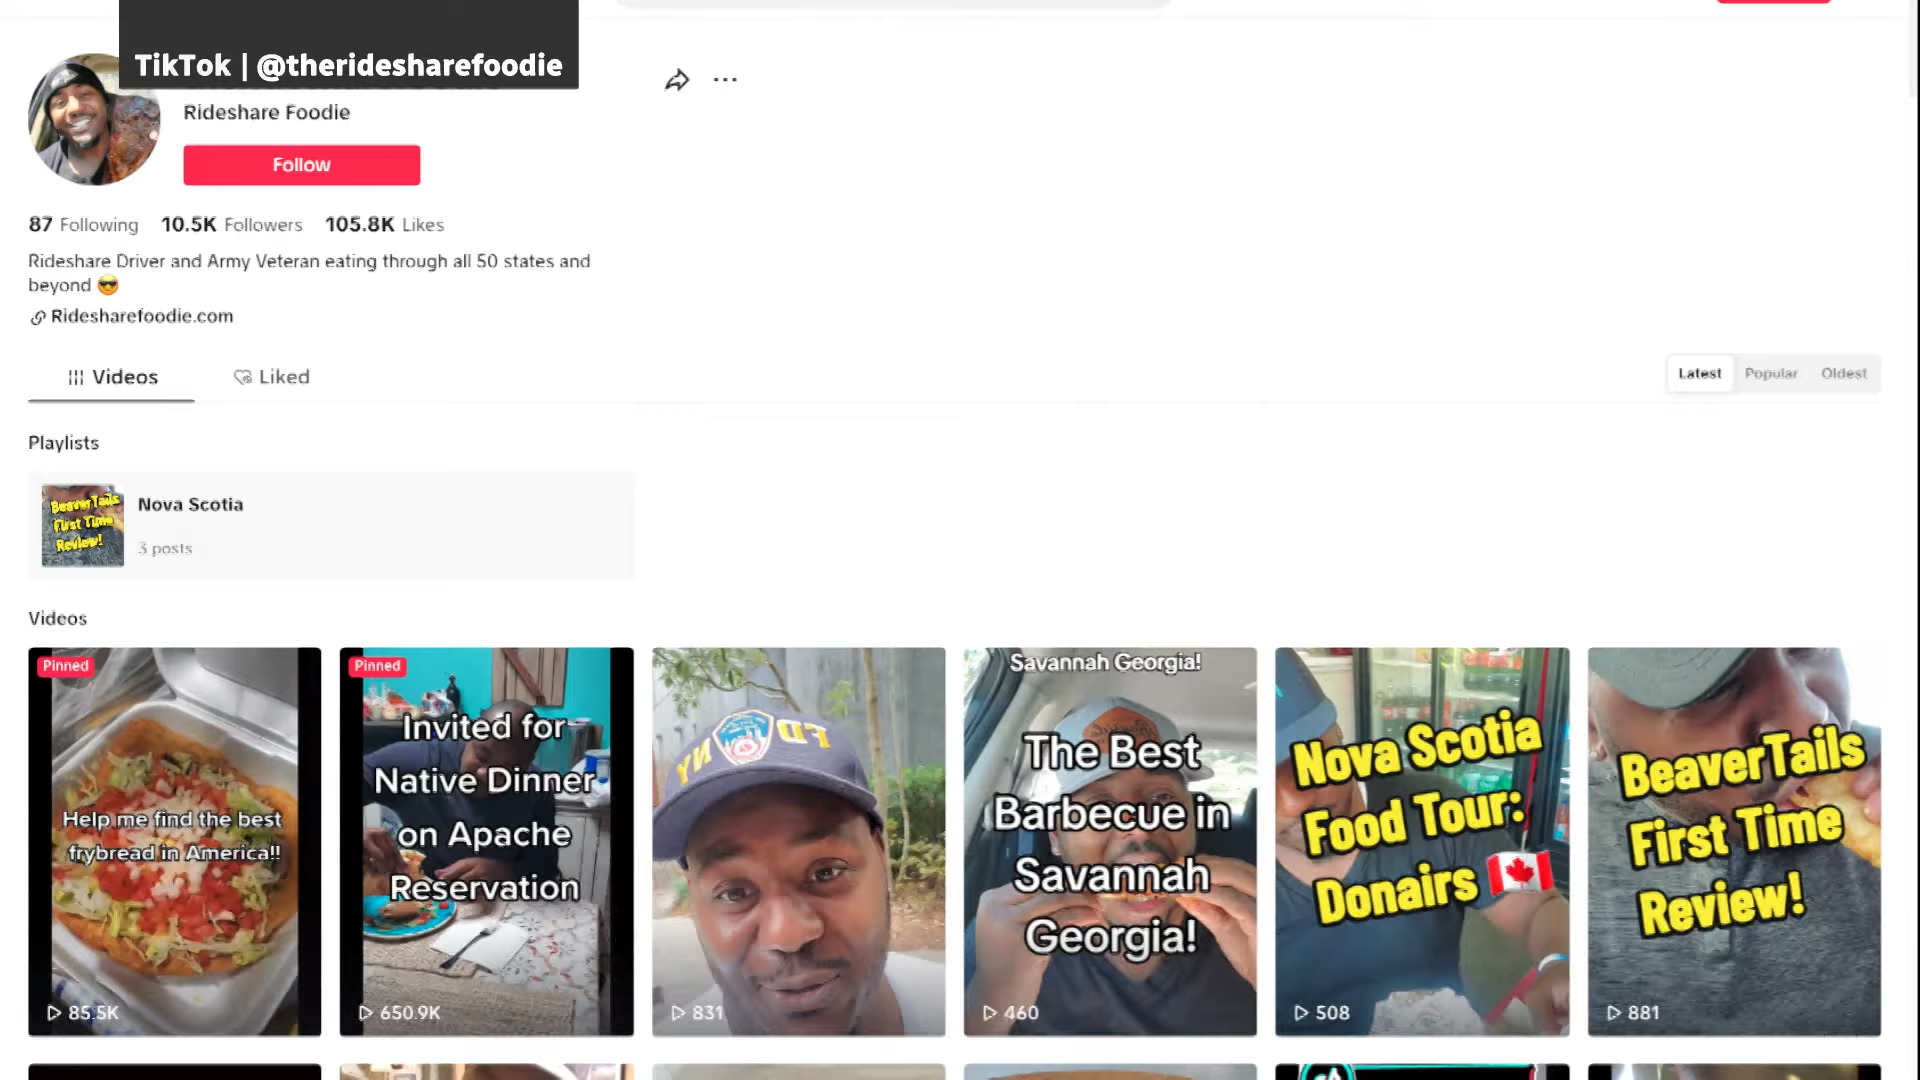 TikTok | @theridesharefoodie
Rideshare Foodie
Follow
87 Following 10.5K Followers 105.8K Likes
Rideshare Driver and Army Veteran eating through all 50 states and
beyond 😎
Ridesharefoodie.com
Videos Liked
Latest Popular Oldest
Playlists
BeaverTails
First Time
Review!
Nova Scotia
3 posts
Videos
Pinned
Help me find the best
frybread in America!!
85.5K
Pinned
Invited for
Native Dinner
on Apache
Reservation
650.9K
FD
NY
831
Savannah Georgia!
The Best
Barbecue in
Savannah
Georgia!
460
Nova Scotia
Food Tour:
Donairs 🇨🇦
508
BeaverTails
First Time
Review!
881